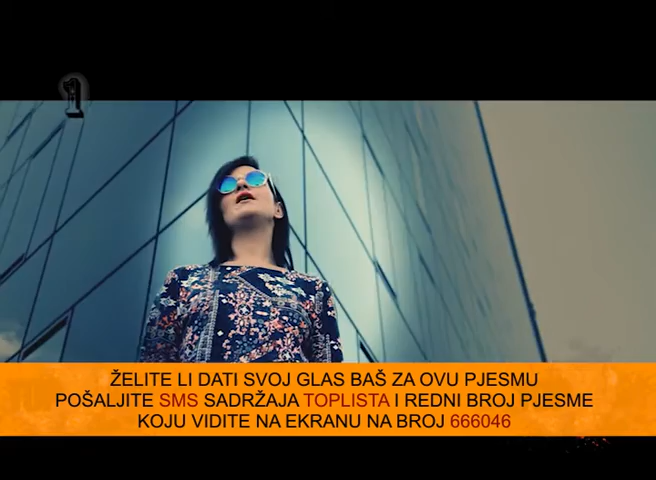 1
ŽELITE LI DATI SVOJ GLAS BAŠ ZA OVU PJESMU
POŠALJITE SMS SADRŽAJA TOPLISTA I REDNI BROJ PJESME
KOJU VIDITE NA EKRANU NA BROJ 666046